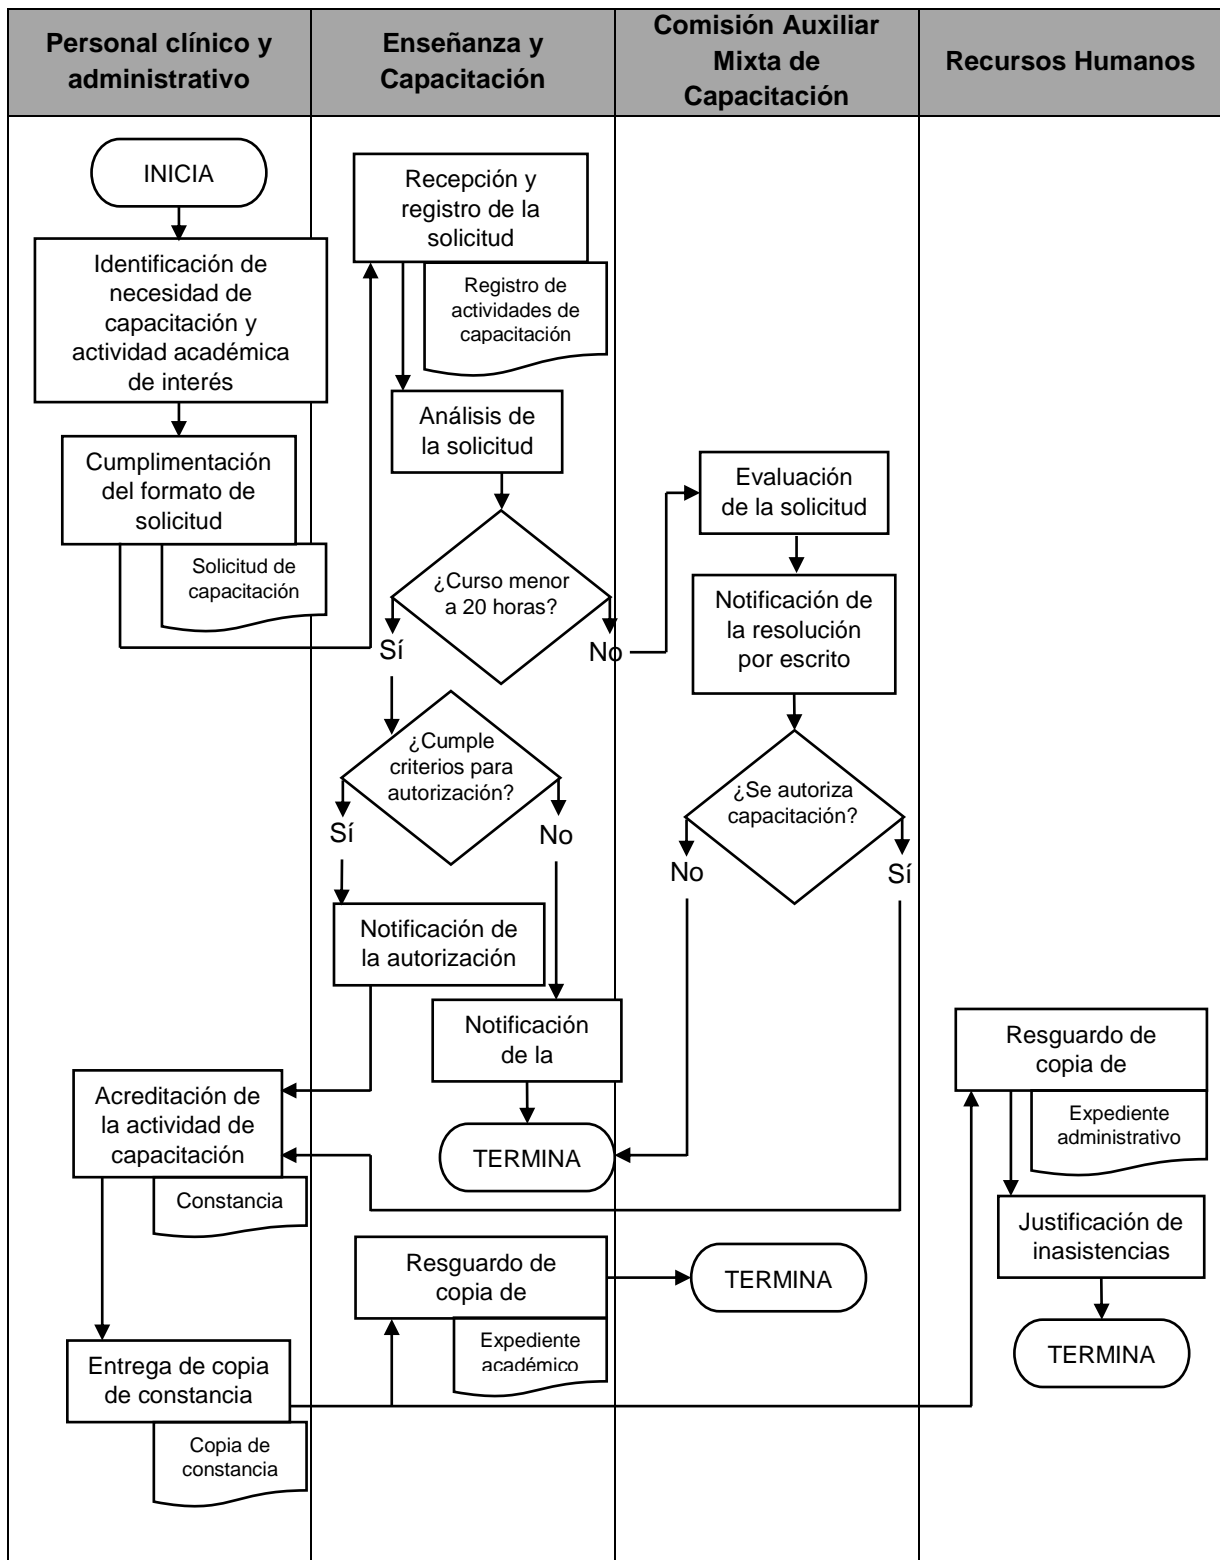 Personal clínico y
administrativo
Enseñanza y
Capacitación
Comisión Auxiliar
Mixta de
Capacitación
Recursos Humanos
INICIA
Identificación de
necesidad de
capacitación y
actividad académica
de interés
Cumplimentación
del formato de
solicitud
Solicitud de
capacitación
Recepción y
registro de la
solicitud
Registro de
actividades de
capacitación
Análisis de
la solicitud
¿Curso menor
a 20 horas?
Sí
No
Evaluación
de la solicitud
Notificación de
la resolución
por escrito
¿Cumple
criterios para
autorización?
Sí
No
¿Se autoriza
capacitación?
No
Sí
Notificación de
la autorización
Notificación
de la
TERMINA
Acreditación de
la actividad de
capacitación
Constancia
Entrega de copia
de constancia
Copia de
constancia
Resguardo de
copia de
Expediente
académico
TERMINA
Resguardo de
copia de
Expediente
administrativo
Justificación de
inasistencias
TERMINA